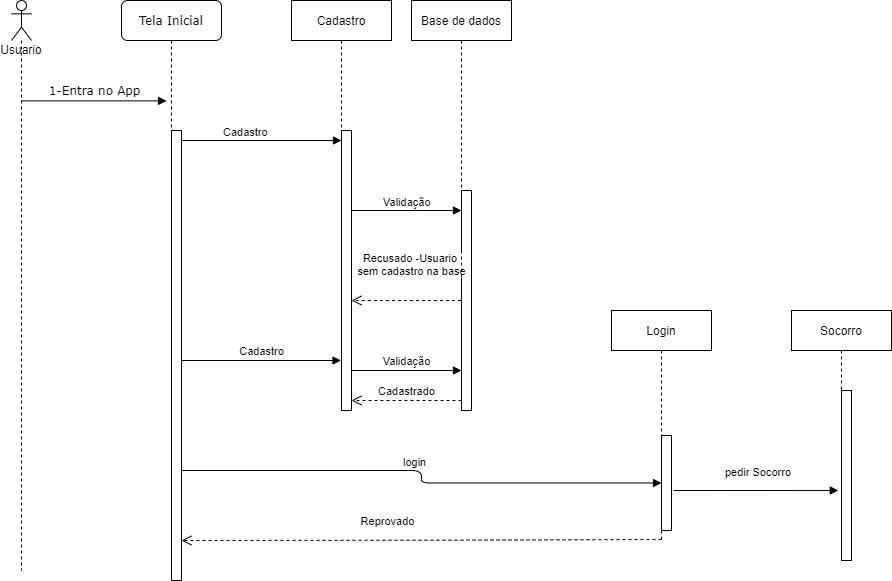 Usuario
Tela Inicial
Cadastro
Base de dados
1-Entra no App
Cadastro
Validação
Recusado -Usuario
sem cadastro na base
Login
Socorro
Cadastro
Validação
Cadastrado
login
pedir Socorro
Reprovado